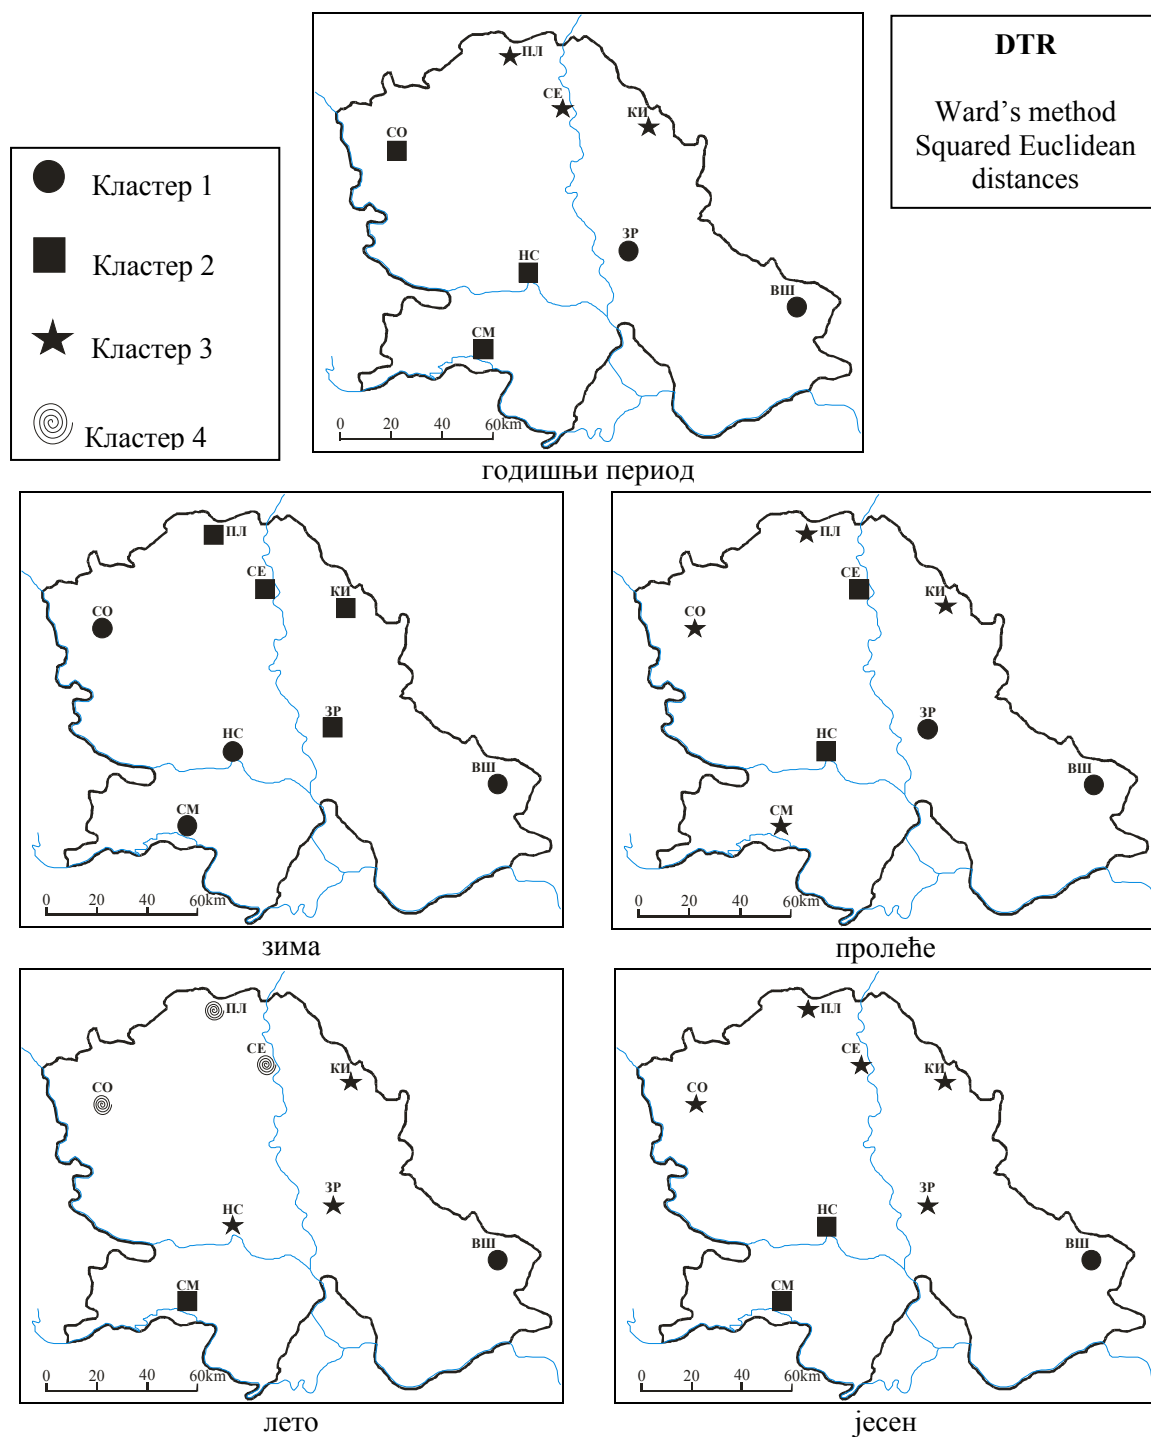 DTR
Ward’s method
Squared Euclidean
distances
Кластер 1
Кластер 2
Кластер 3
Кластер 4
ПЛ
СЕ
КИ
СО
ЗР
НС
ВШ
СМ
0 20 40 60km
годишњи период
ПЛ
СЕ
КИ
СО
ЗР
НС
ВШ
СМ
0 20 40 60km
зима
ПЛ
СЕ
КИ
СО
ЗР
НС
ВШ
СМ
0 20 40 60km
пролеће
ПЛ
СЕ
КИ
СО
ЗР
НС
ВШ
СМ
0 20 40 60km
лето
ПЛ
СЕ
КИ
СО
ЗР
НС
ВШ
СМ
0 20 40 60km
јесен